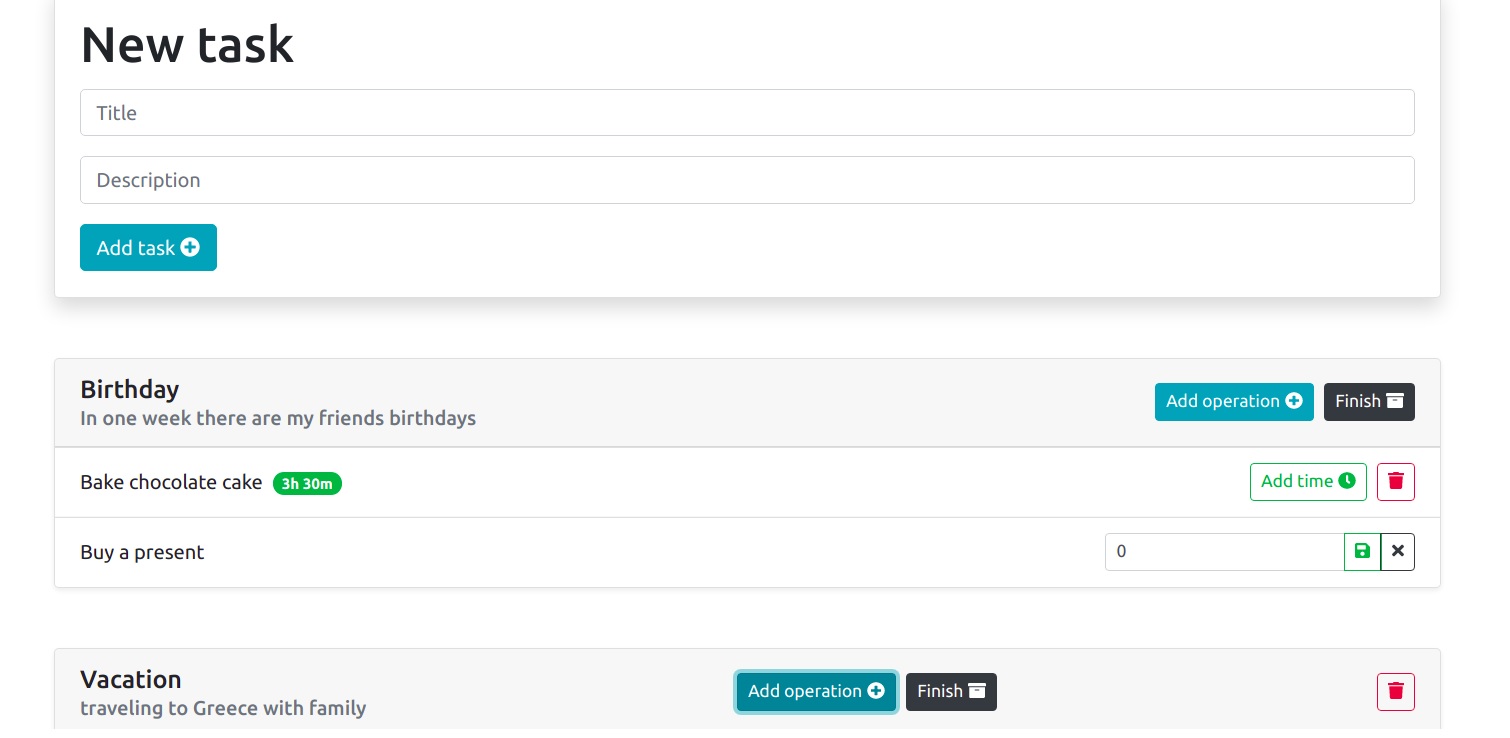 New task
Title
Description
Add task
Birthday
In one week there are my friends birthdays
Add operation
Finish
Bake chocolate cake 3h 30m
Add time
Buy a present
0
Vacation
traveling to Greece with family
Add operation
Finish